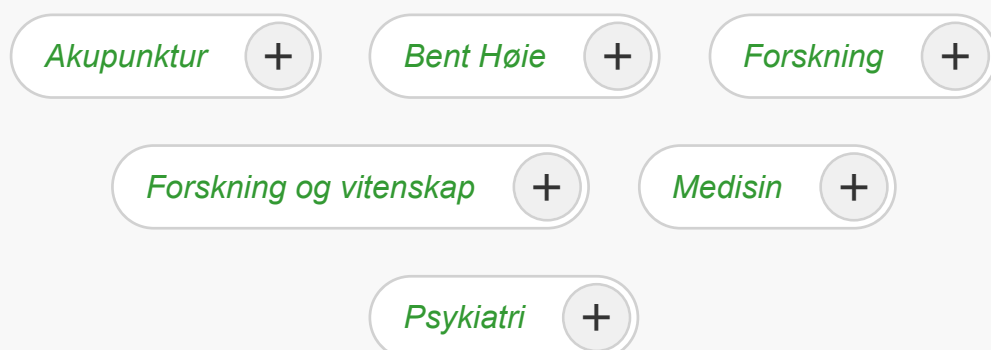 Akupunktur + Bent Høie + Forskning +
Forskning og vitenskap + Medisin +
Psykiatri +